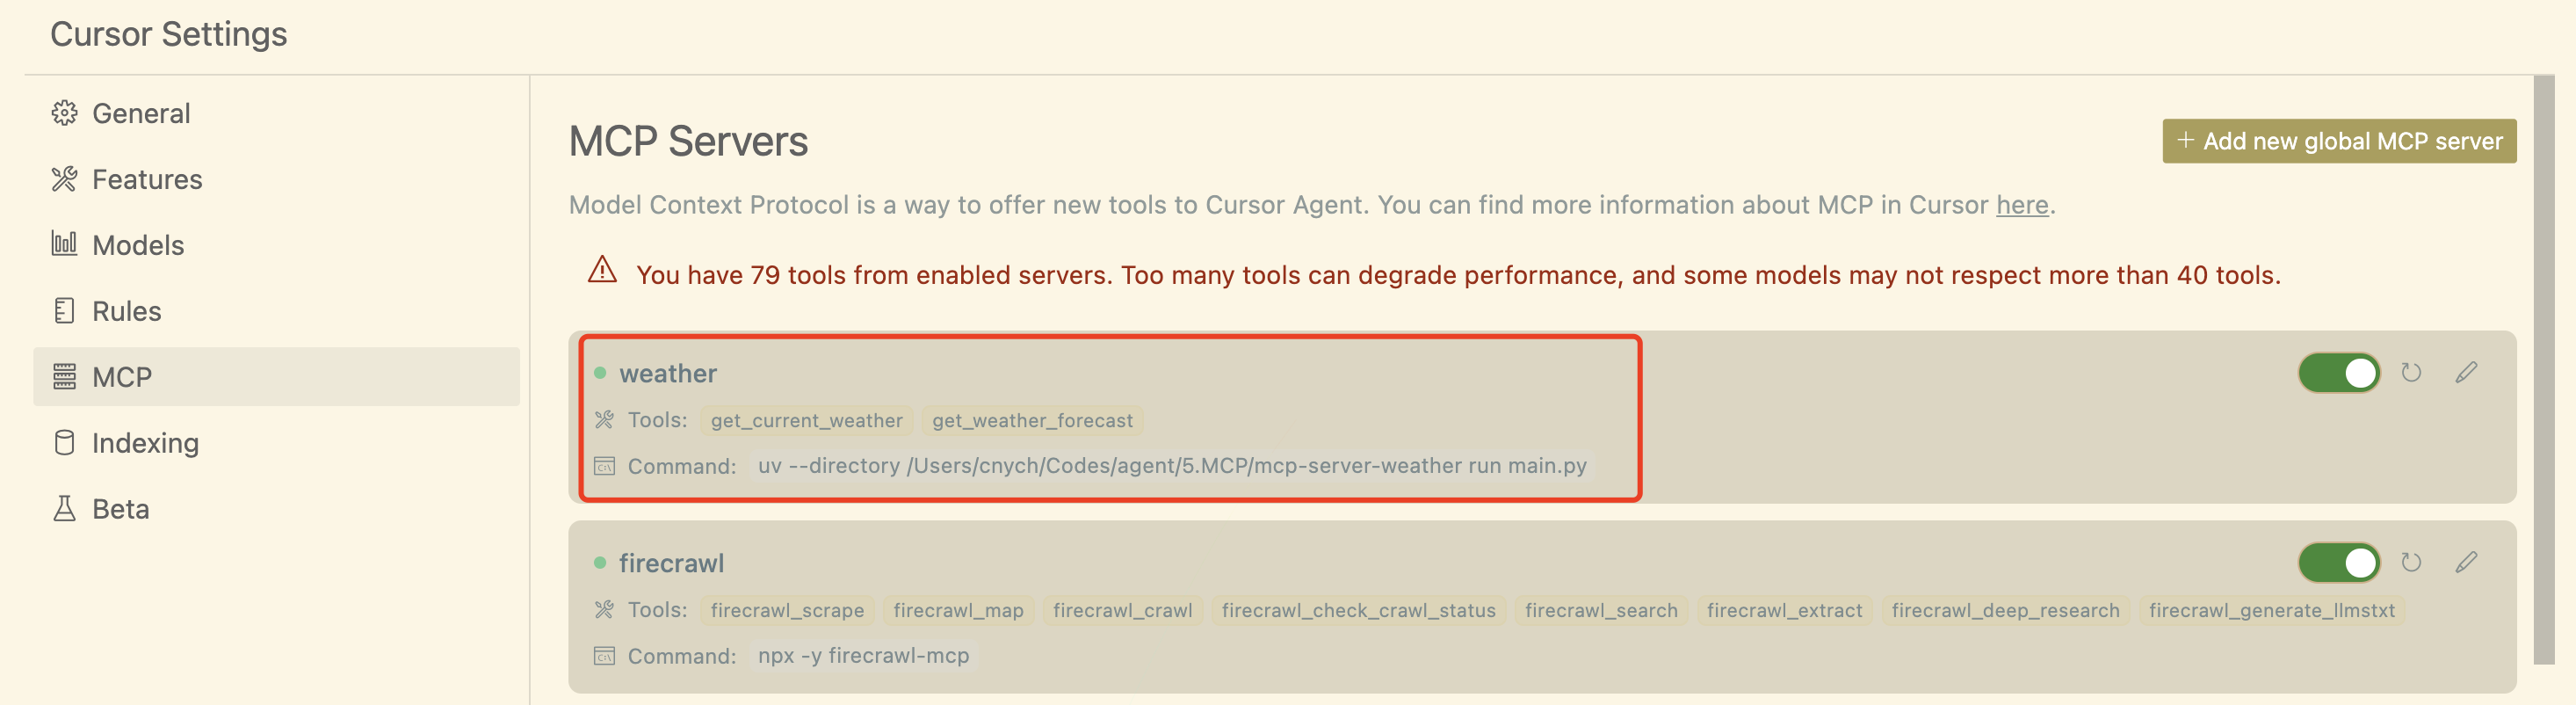 Cursor Settings
General
Features
Models
Rules
MCP
Indexing
Beta
MCP Servers
+ Add new global MCP server
Model Context Protocol is a way to offer new tools to Cursor Agent. You can find more information about MCP in Cursor here.
You have 79 tools from enabled servers. Too many tools can degrade performance, and some models may not respect more than 40 tools.
weather
Tools: get_current_weather get_weather_forecast
Command: uv --directory /Users/cnych/Codes/agent/5.MCP/mcp-server-weather run main.py
firecrawl
Tools: firecrawl_scrape firecrawl_map firecrawl_crawl firecrawl_check_crawl_status firecrawl_search firecrawl_extract firecrawl_deep_research firecrawl_generate_llmstxt
Command: npx -y firecrawl-mcp